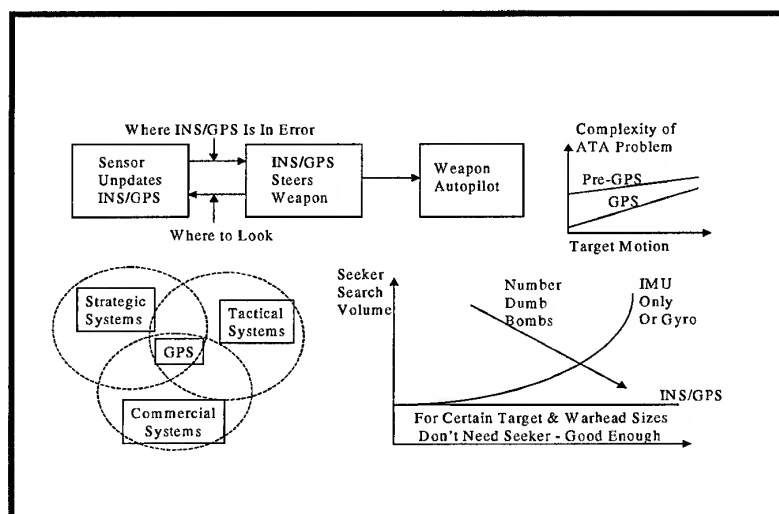 Where INS/GPS Is In Error
Sensor
Unpdates
INS/GPS
INS/GPS
Steers
Weapon
Weapon
Autopilot
Where to Look
Complexity of
ATA Problem
Pre-GPS
GPS
Target Motion
Strategic
Systems
Tactical
Systems
GPS
Commercial
Systems
Seeker
Search
Volume
Number
Dumb
Bombs
IMU
Only
Or Gyro
INS/GPS
For Certain Target & Warhead Sizes
Don't Need Seeker - Good Enough